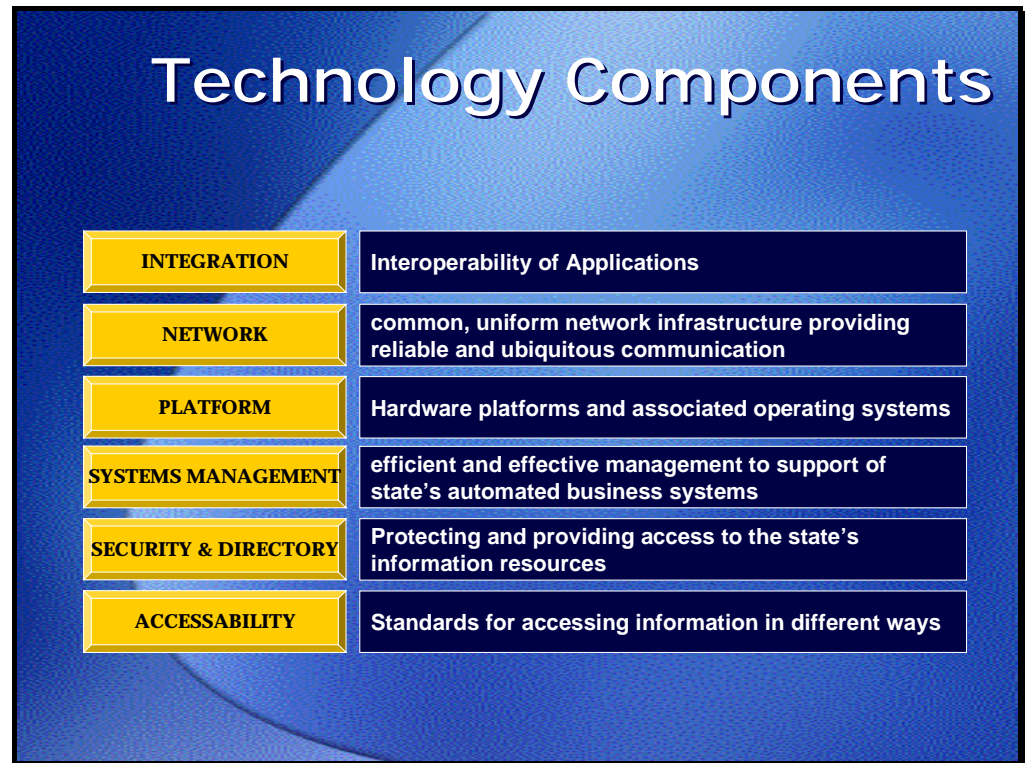 Technology Components
INTEGRATION
Interoperability of Applications
NETWORK
common, uniform network infrastructure providing
reliable and ubiquitous communication
PLATFORM
Hardware platforms and associated operating systems
SYSTEMS MANAGEMENT
efficient and effective management to support of
state’s automated business systems
SECURITY & DIRECTORY
Protecting and providing access to the state’s
information resources
ACCESSABILITY
Standards for accessing information in different ways